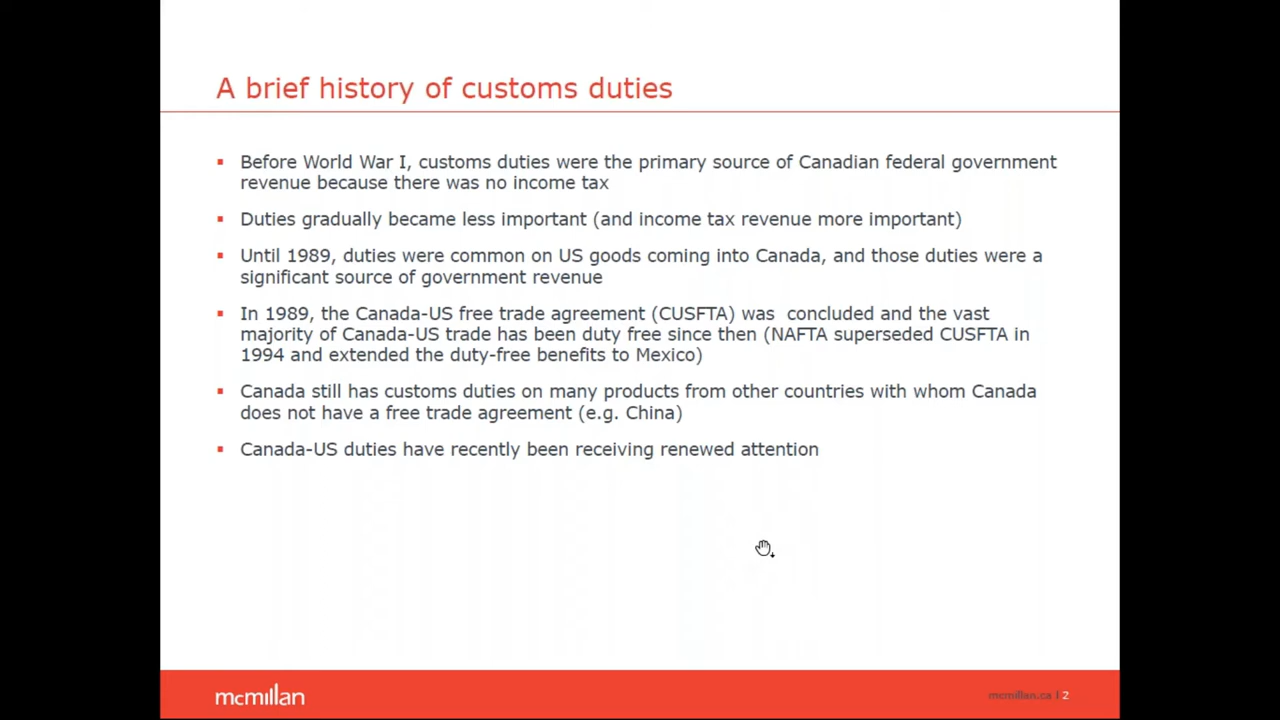 A brief history of customs duties
Before World War I, customs duties were the primary source of Canadian federal government
revenue because there was no income tax
Duties gradually became less important (and income tax revenue more important)
Until 1989, duties were common on US goods coming into Canada, and those duties were a
significant source of government revenue
In 1989, the Canada-US free trade agreement (CUSFTA) was  concluded and the vast
majority of Canada-US trade has been duty free since then (NAFTA superseded CUSFTA in
1994 and extended the duty-free benefits to Mexico)
Canada still has customs duties on many products from other countries with whom Canada
does not have a free trade agreement (e.g. China)
Canada-US duties have recently been receiving renewed attention
mcmillan
mcmillan.ca | 2